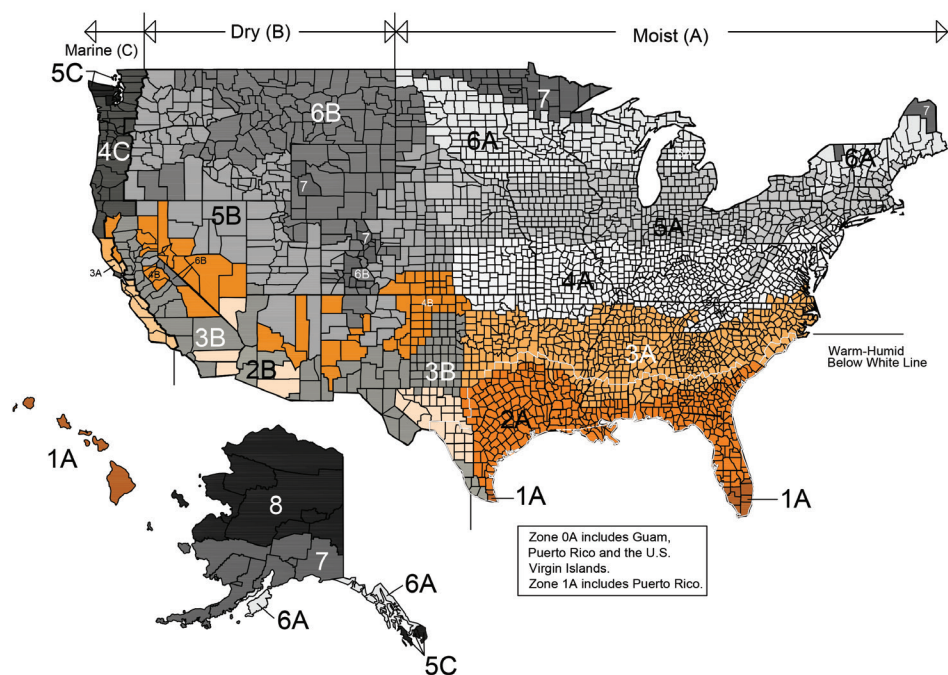 Marine (C)
Dry (B)
Moist (A)
5C
4C
6B
7
6A
7
7
6A
5B
7
6B
5A
3A
6B
4B
4A
4B
3B
3A
2B
3B
2A
Warm-Humid
Below White Line
1A
1A
1A
8
7
6A
6A
5C
Zone 0A includes Guam,
Puerto Rico and the U.S.
Virgin Islands.
Zone 1A includes Puerto Rico.